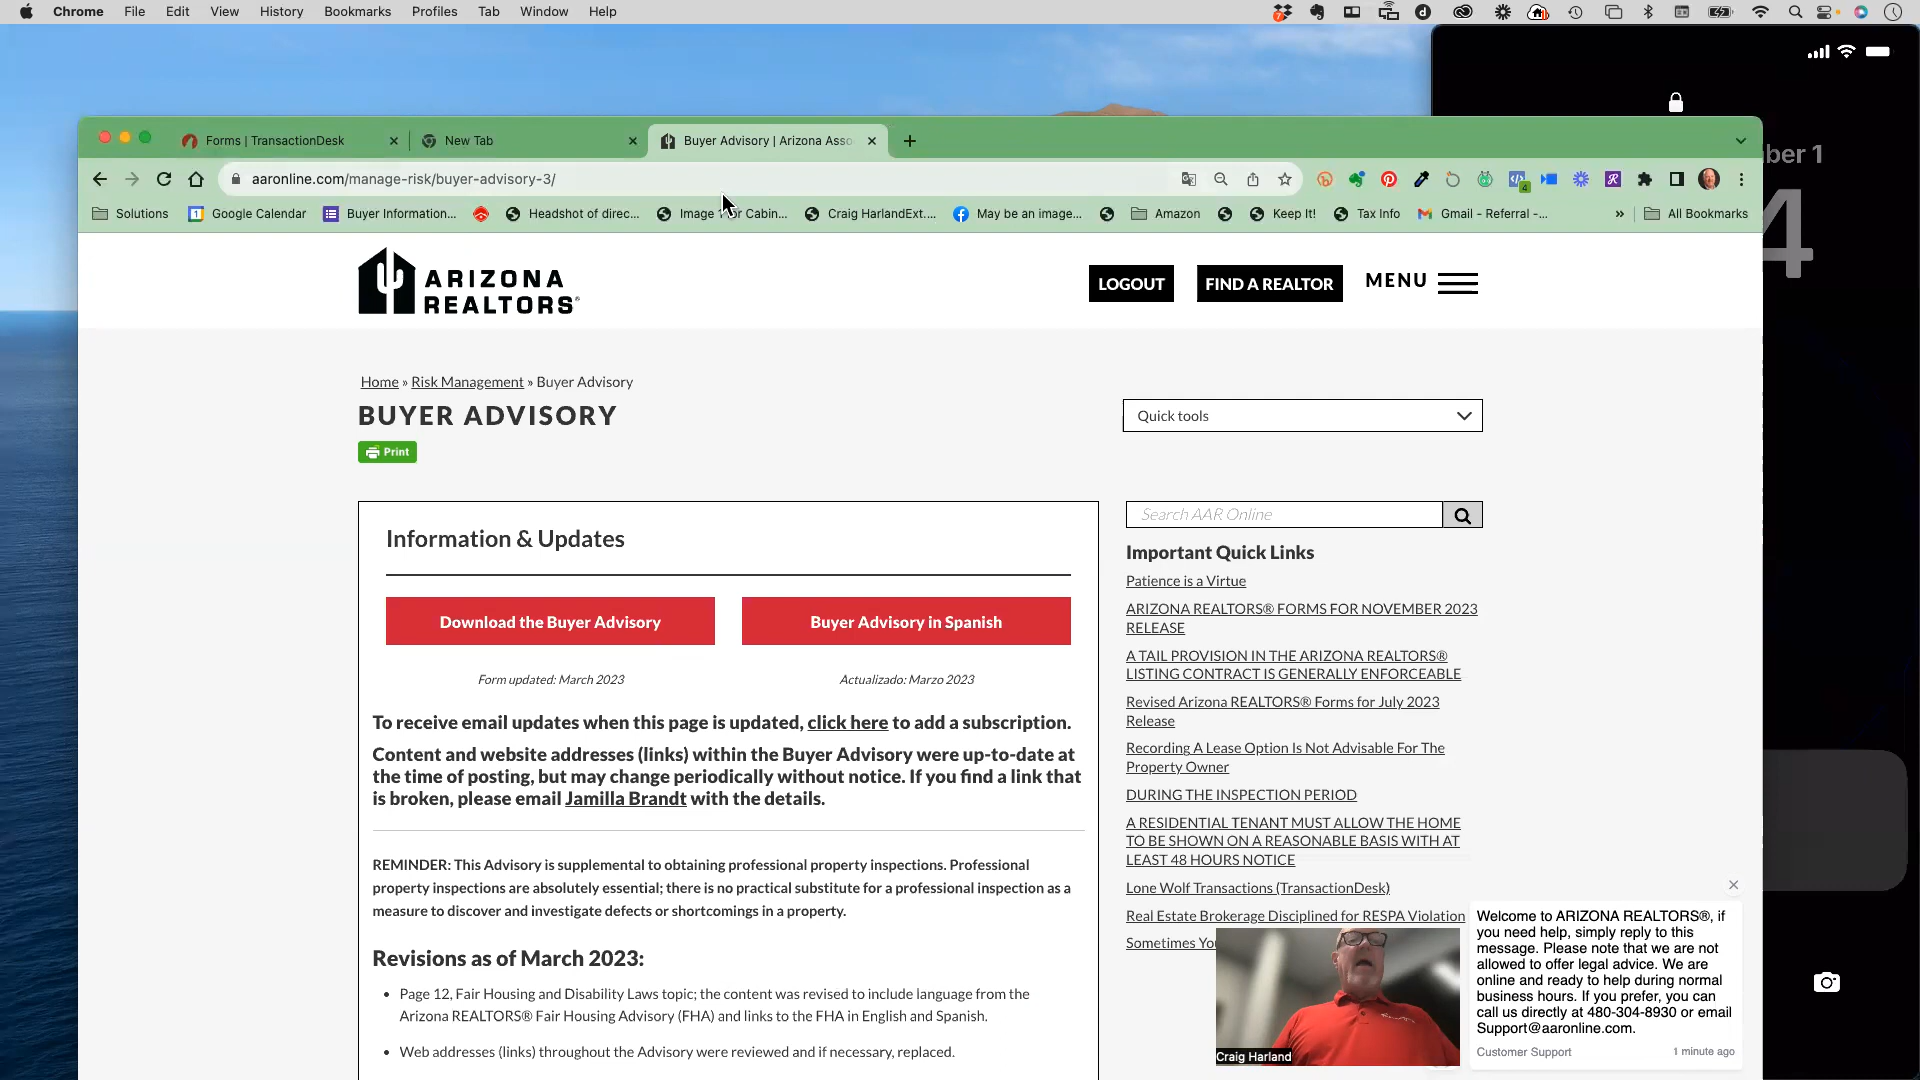 Chrome File Edit View History Bookmarks Profiles Tab Window Help
Forms | TransactionDesk
New Tab
Buyer Advisory | Arizona Asso
aaronline.com/manage-risk/buyer-advisory-3/
Solutions
Google Calendar
Buyer Information...
Headshot of direc...
Craig HarlandExt....
May be an image...
Amazon
Keep It!
Tax Info
Gmail - Referral -...
All Bookmarks
ber 1
4
ARIZONA
REALTORS®
LOGOUT
FIND A REALTOR
MENU
Home » Risk Management » Buyer Advisory
BUYER ADVISORY
Print
Quick tools
Information & Updates
Download the Buyer Advisory
Buyer Advisory in Spanish
Form updated: March 2023
Actualizado: Marzo 2023
To receive email updates when this page is updated, click here to add a subscription.
Content and website addresses (links) within the Buyer Advisory were up-to-date at
the time of posting, but may change periodically without notice. If you find a link that
is broken, please email Jamilla Brandt with the details.
REMINDER: This Advisory is supplemental to obtaining professional property inspections. Professional
property inspections are absolutely essential; there is no practical substitute for a professional inspection as a
measure to discover and investigate defects or shortcomings in a property.
Revisions as of March 2023:
• Page 12, Fair Housing and Disability Laws topic; the content was revised to include language from the
Arizona REALTORS® Fair Housing Advisory (FHA) and links to the FHA in English and Spanish.
• Web addresses (links) throughout the Advisory were reviewed and if necessary, replaced.
Search AAR Online
Important Quick Links
Patience is a Virtue
ARIZONA REALTORS® FORMS FOR NOVEMBER 2023
RELEASE
A TAIL PROVISION IN THE ARIZONA REALTORS®
LISTING CONTRACT IS GENERALLY ENFORCEABLE
Revised Arizona REALTORS® Forms for July 2023
Release
Recording A Lease Option Is Not Advisable For The
Property Owner
DURING THE INSPECTION PERIOD
A RESIDENTIAL TENANT MUST ALLOW THE HOME
TO BE SHOWN ON A REASONABLE BASIS WITH AT
LEAST 48 HOURS NOTICE
Lone Wolf Transactions (TransactionDesk)
Real Estate Brokerage Disciplined for RESPA Violation
Sometimes You
Craig Harland
Welcome to ARIZONA REALTORS®, if
you need help, simply reply to this
message. Please note that we are not
allowed to offer legal advice. We are
online and ready to help during normal
business hours. If you prefer, you can
call us directly at 480-304-8930 or email
Support@aaronline.com.
Customer Support
1 minute ago